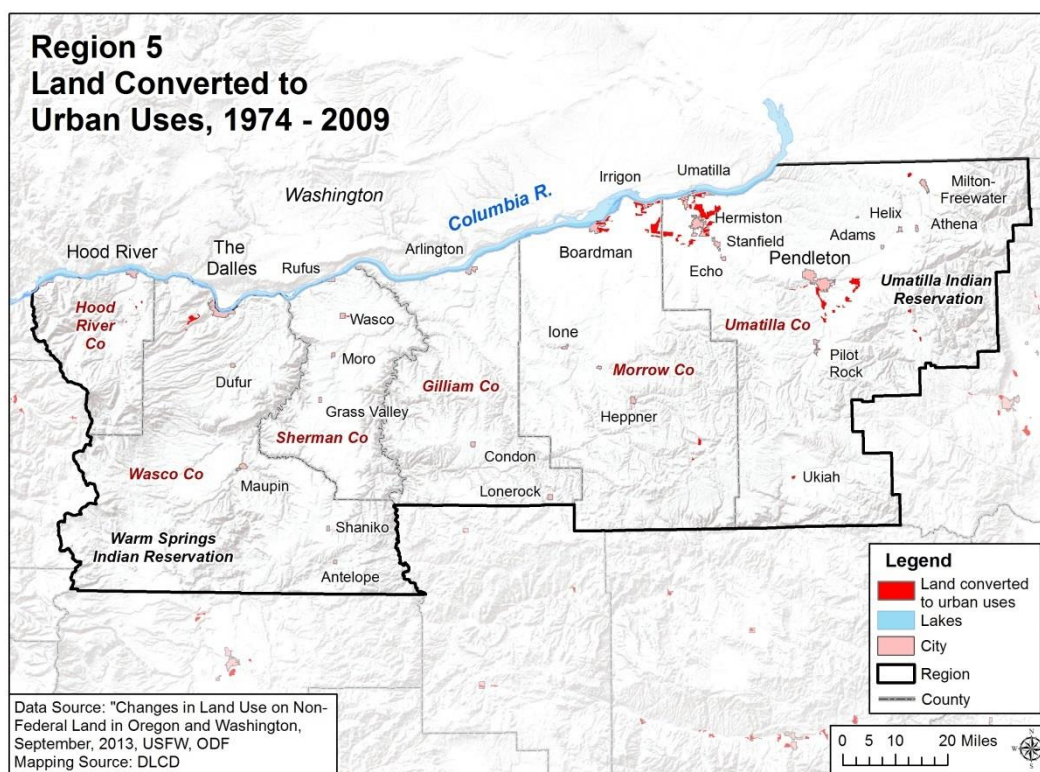 Region 5
Land Converted to
Urban Uses, 1974 - 2009
Washington
Columbia R.
Irrigon
Umatilla
Milton-
Freewater
Hermiston
Helix
Athena
Adams
Stanfield
Boardman
Echo
Pendleton
Umatilla Indian
Reservation
Hood River
The
Dalles
Rufus
Arlington
Hood
River
Co
Wasco
Ione
Umatilla Co
Moro
Pilot
Rock
Dufur
Gilliam Co
Morrow Co
Grass Valley
Heppner
Sherman Co
Condon
Wasco Co
Maupin
Lonerock
Ukiah
Shaniko
Warm Springs
Indian Reservation
Antelope
Legend
Land converted
to urban uses
Lakes
City
Region
County
Data Source: "Changes in Land Use on Non-
Federal Land in Oregon and Washington,
September, 2013, USFW, ODF
Mapping Source: DLCD
0 5 10 20 Miles
N
W E
S